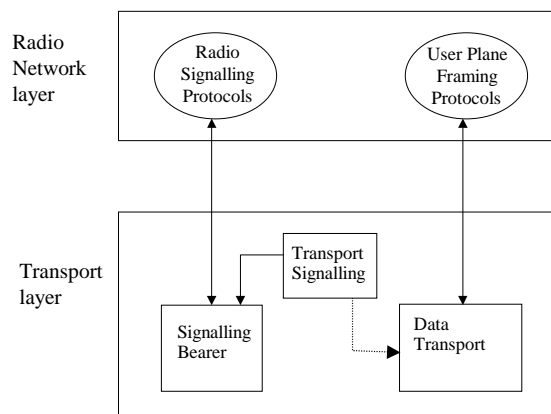 Radio
Network
layer
Radio
Signalling
Protocols
User Plane
Framing
Protocols
Transport
layer
Transport
Signalling
Signalling
Bearer
Data
Transport